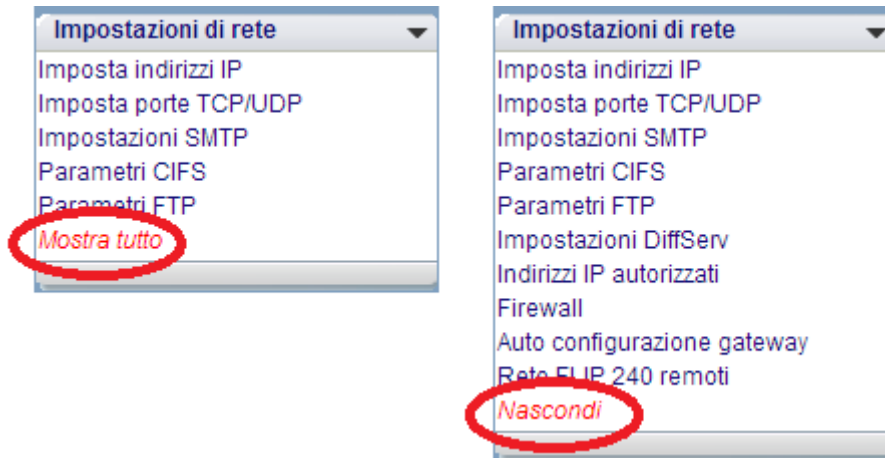 Impostazioni di rete
Imposta indirizzi IP
Imposta porte TCP/UDP
Impostazioni SMTP
Parametri CIFS
Parametri FTP
Mostra tutto
Impostazioni di rete
Imposta indirizzi IP
Imposta porte TCP/UDP
Impostazioni SMTP
Parametri CIFS
Parametri FTP
Impostazioni DiffServ
Indirizzi IP autorizzati
Firewall
Auto configurazione gateway
Rete FLIP 240 remoti
Nascondi